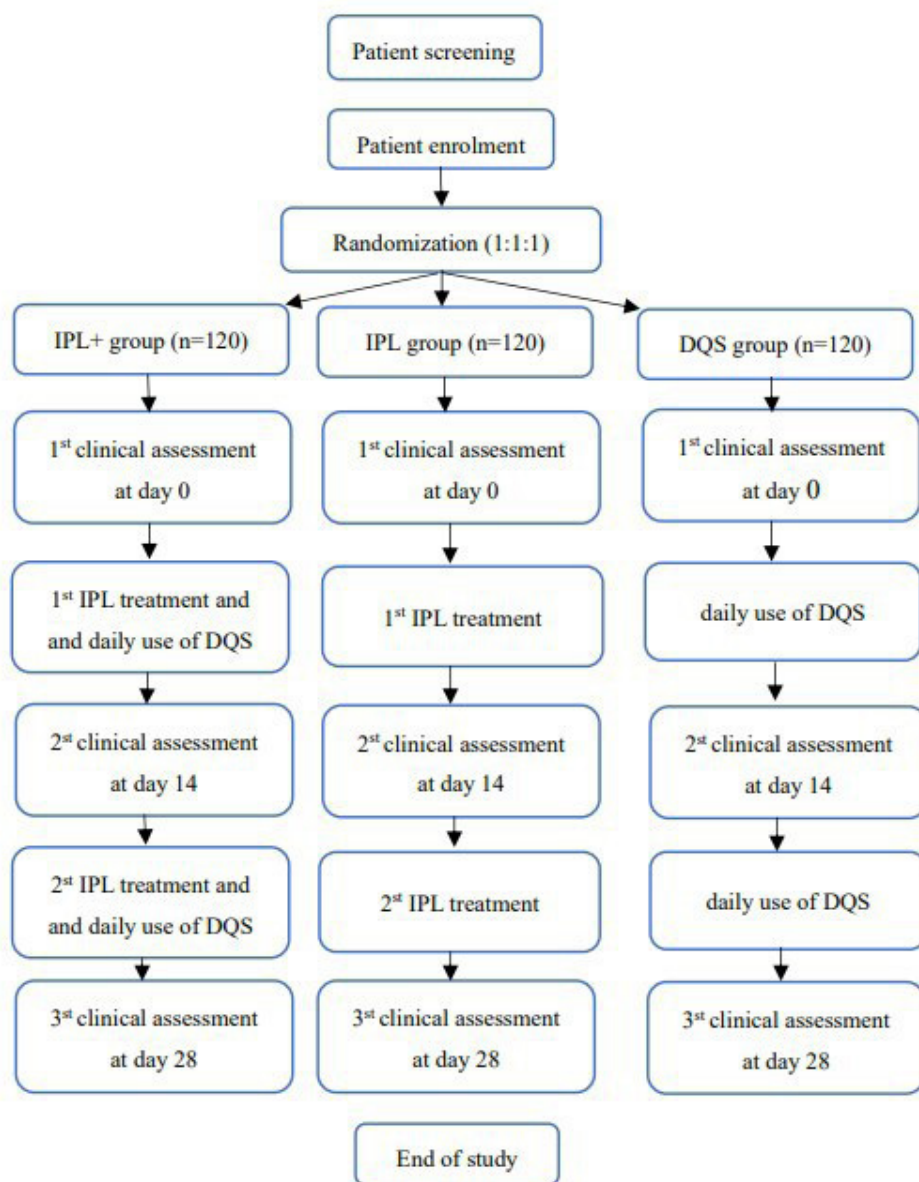 Patient screening
Patient enrolment
Randomization (1:1:1)
IPL+ group (n=120)
IPL group (n=120)
DQS group (n=120)
1st clinical assessment
at day 0
1st clinical assessment
at day 0
1st clinical assessment
at day 0
1st IPL treatment and
and daily use of DQS
1st IPL treatment
daily use of DQS
2st clinical assessment
at day 14
2st clinical assessment
at day 14
2st clinical assessment
at day 14
2st IPL treatment and
and daily use of DQS
2st IPL treatment
daily use of DQS
3st clinical assessment
at day 28
3st clinical assessment
at day 28
3st clinical assessment
at day 28
End of study